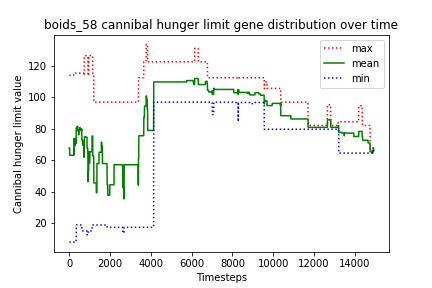 boids_58 cannibal hunger limit gene distribution over time
max
mean
min
Cannibal hunger limit value
120
100
80
60
40
20
0
2000
4000
6000
8000
10000
12000
14000
Timesteps